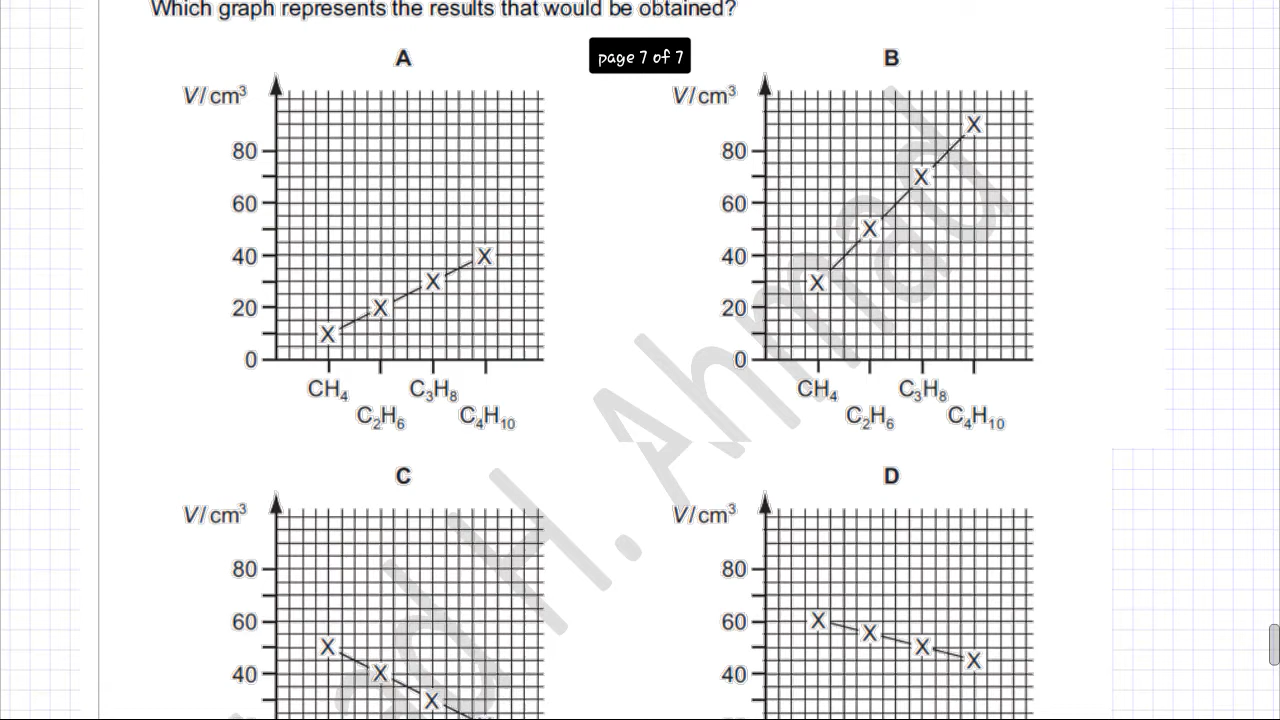 Which graph represents the results that would be obtained?
page 7 of 7
A
V/cm³
80
60
40
20
0
CH₄
C₂H₆
C₃H₈
C₄H₁₀
B
V/cm³
80
60
40
20
0
CH₄
C₂H₆
C₃H₈
C₄H₁₀
C
V/cm³
80
60
40
D
V/cm³
80
60
40
H. Ahmad